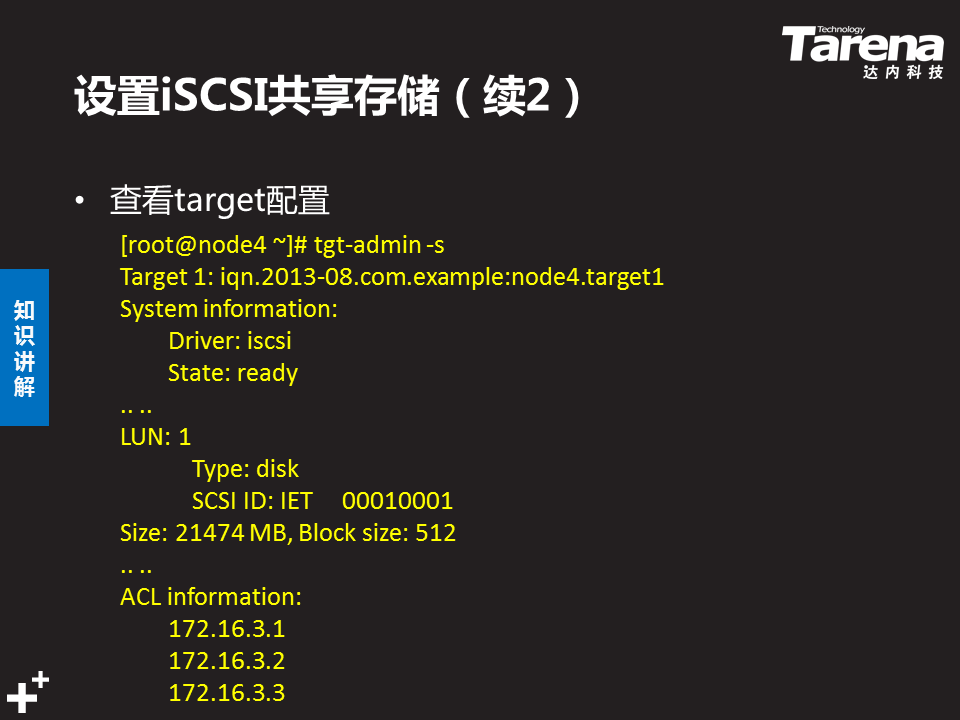 Technology
Tarena
达内科技
设置iSCSI共享存储（续2）
• 查看target配置
[root@node4 ~]# tgt-admin -s
Target 1: iqn.2013-08.com.example:node4.target1
System information:
Driver: iscsi
State: ready
.. ..
LUN: 1
Type: disk
SCSI ID: IET     00010001
Size: 21474 MB, Block size: 512
.. ..
ACL information:
172.16.3.1
172.16.3.2
172.16.3.3
知识讲解